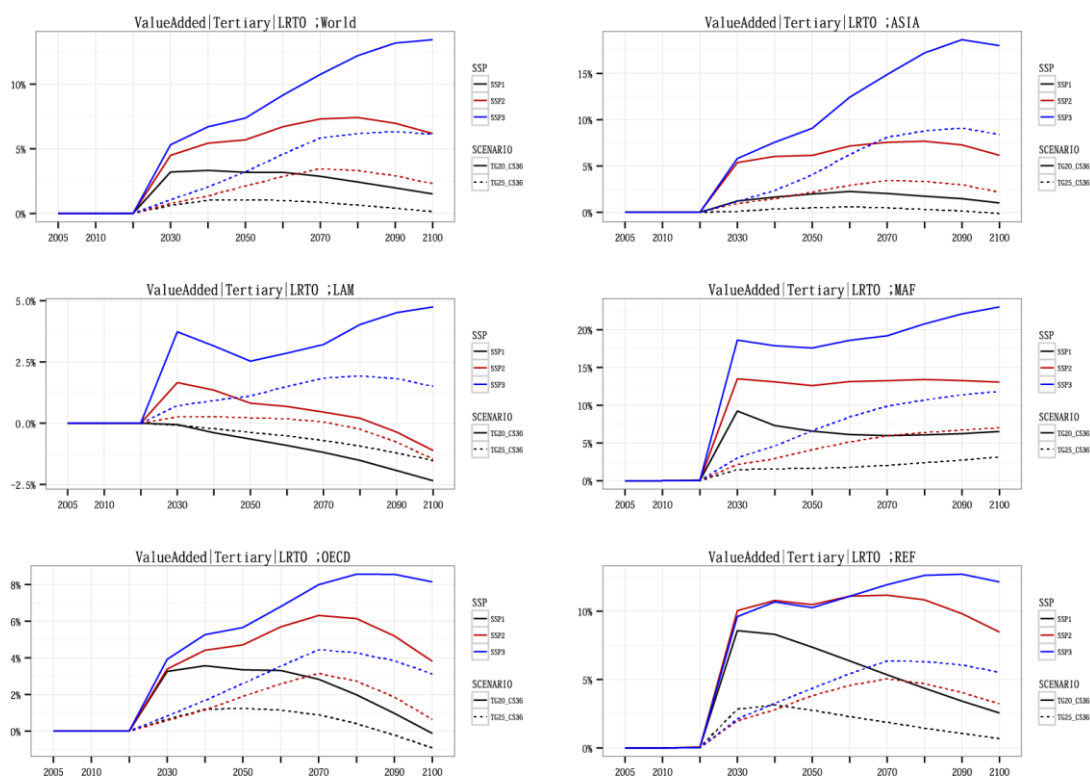 ValueAdded|Tertiary|LRTO ;World
10%
5%
0%
2005 2010 2030 2050 2070 2090 2100
SSP
SSP1
SSP2
SSP3
SCENARIO
TG20_CS36
TG25_CS36
ValueAdded|Tertiary|LRTO ;ASIA
15%
10%
5%
0%
2005 2010 2030 2050 2070 2090 2100
SSP
SSP1
SSP2
SSP3
SCENARIO
TG20_CS36
TG25_CS36
ValueAdded|Tertiary|LRTO ;LAM
5.0%
2.5%
0.0%
-2.5%
2005 2010 2030 2050 2070 2090 2100
SSP
SSP1
SSP2
SSP3
SCENARIO
TG20_CS36
TG25_CS36
ValueAdded|Tertiary|LRTO ;MAF
20%
15%
10%
5%
0%
2005 2010 2030 2050 2070 2090 2100
SSP
SSP1
SSP2
SSP3
SCENARIO
TG20_CS36
TG25_CS36
ValueAdded|Tertiary|LRTO ;OECD
8%
6%
4%
2%
0%
2005 2010 2030 2050 2070 2090 2100
SSP
SSP1
SSP2
SSP3
SCENARIO
TG20_CS36
TG25_CS36
ValueAdded|Tertiary|LRTO ;REF
10%
5%
0%
2005 2010 2030 2050 2070 2090 2100
SSP
SSP1
SSP2
SSP3
SCENARIO
TG20_CS36
TG25_CS36